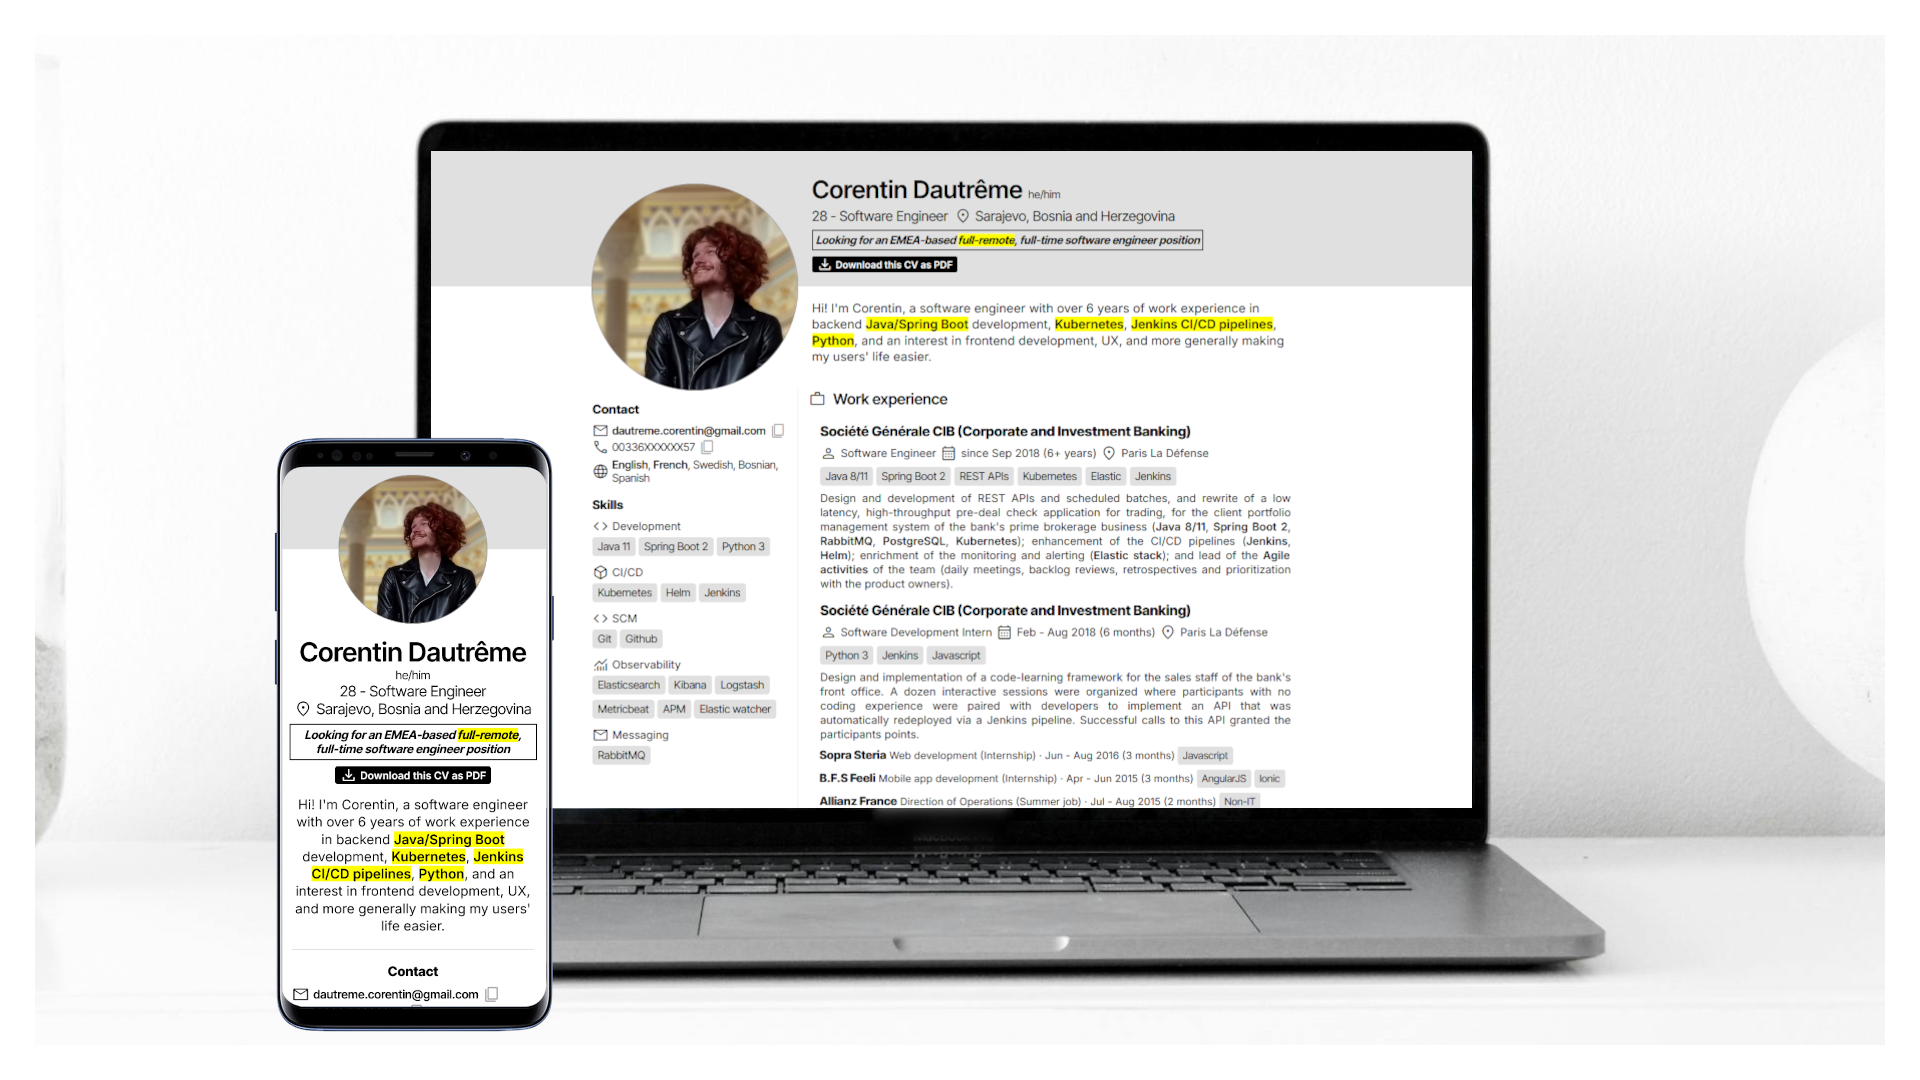 Corentin Dautrême he/him
28 - Software Engineer Sarajevo, Bosnia and Herzegovina
Looking for an EMEA-based full-remote, full-time software engineer position
Download this CV as PDF
Hi! I'm Corentin, a software engineer with over 6 years of work experience in
backend Java/Spring Boot development, Kubernetes, Jenkins CI/CD pipelines,
Python, and an interest in frontend development, UX, and more generally making
my users' life easier.
Contact
dautreme.corentin@gmail.com
00336XXXXXX57
English, French, Swedish, Bosnian,
Spanish
Skills
Development
Java 11 Spring Boot 2 Python 3
CI/CD
Kubernetes Helm Jenkins
SCM
Git Github
Observability
Elasticsearch Kibana Logstash
Metricbeat APM Elastic watcher
Messaging
RabbitMQ
Work experience
Société Générale CIB (Corporate and Investment Banking)
Software Engineer since Sep 2018 (6+ years) Paris La Défense
Java 8/11 Spring Boot 2 REST APIs Kubernetes Elastic Jenkins
Design and development of REST APIs and scheduled batches, and rewrite of a low
latency, high-throughput pre-deal check application for trading, for the client portfolio
management system of the bank's prime brokerage business (Java 8/11, Spring Boot 2,
RabbitMQ, PostgreSQL, Kubernetes); enhancement of the CI/CD pipelines (Jenkins,
Helm); enrichment of the monitoring and alerting (Elastic stack); and lead of the Agile
activities of the team (daily meetings, backlog reviews, retrospectives and prioritization
with the product owners).
Société Générale CIB (Corporate and Investment Banking)
Software Development Intern Feb - Aug 2018 (6 months) Paris La Défense
Python 3 Jenkins Javascript
Design and implementation of a code-learning framework for the sales staff of the bank's
front office. A dozen interactive sessions were organized where participants with no
coding experience were paired with developers to implement an API that was
automatically redeployed via a Jenkins pipeline. Successful calls to this API granted the
participants points.
Sopra Steria Web development (Internship) · Jun - Aug 2016 (3 months) Javascript
B.F.S Feeli Mobile app development (Internship) · Apr - Jun 2015 (3 months) AngularJS Ionic
Allianz France Direction of Operations (Summer job) · Jul - Aug 2015 (2 months) Non-IT
Corentin Dautrême
he/him
28 - Software Engineer
Sarajevo, Bosnia and Herzegovina
Looking for an EMEA-based full-remote,
full-time software engineer position
Download this CV as PDF
Hi! I'm Corentin, a software engineer
with over 6 years of work experience
in backend Java/Spring Boot
development, Kubernetes, Jenkins
CI/CD pipelines, Python, and an
interest in frontend development, UX,
and more generally making my users'
life easier.
Contact
dautreme.corentin@gmail.com